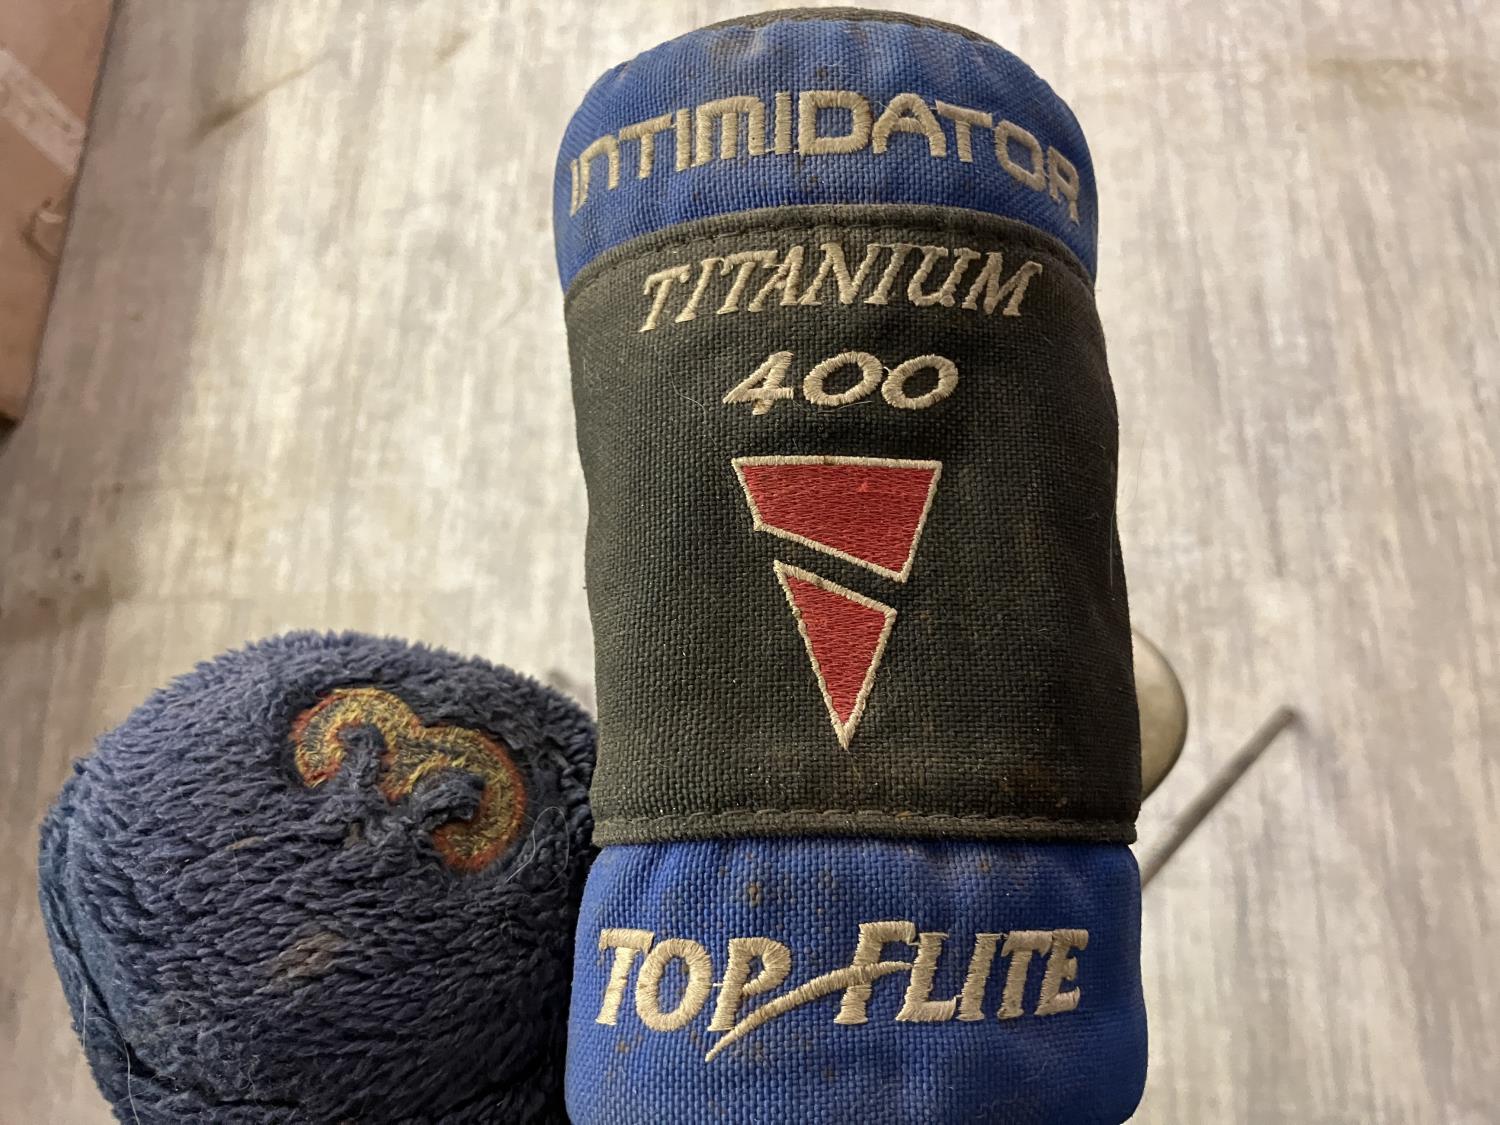 INTIMIDATOR
TITANIUM
400
TOP FLITE
3